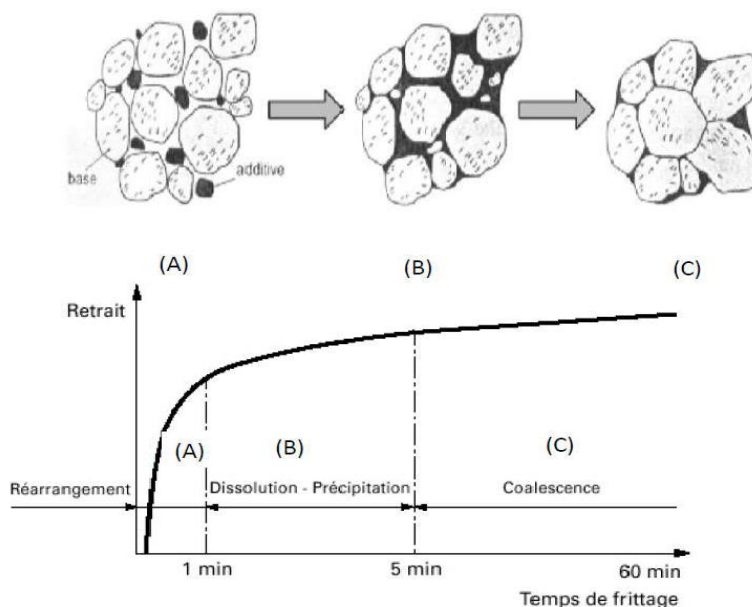 base
additive
(A)
(B)
(C)
Retrait
(A)
(B)
(C)
Réarrangement
Dissolution - Précipitation
Coalescence
1 min
5 min
60 min
Temps de frittage